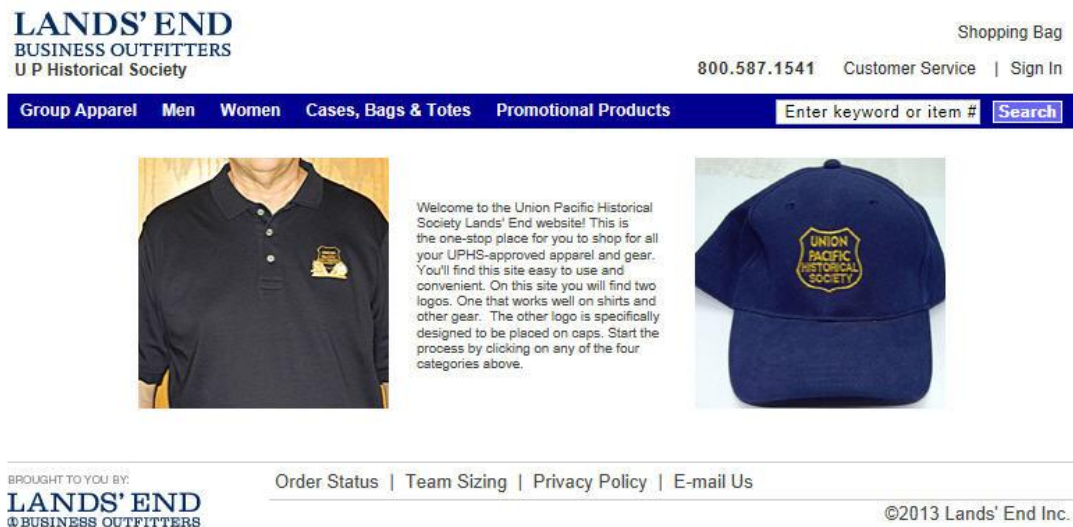 LANDS' END
BUSINESS OUTFITTERS
U P Historical Society
Shopping Bag
800.587.1541 Customer Service | Sign In
Group Apparel Men Women Cases, Bags & Totes Promotional Products Enter keyword or item # Search
Welcome to the Union Pacific Historical
Society Lands' End website! This is
the one-stop place for you to shop for all
your UPHS-approved apparel and gear.
You'll find this site easy to use and
convenient. On this site you will find two
logos. One that works well on shirts and
other gear. The other logo is specifically
designed to be placed on caps. Start the
process by clicking on any of the four
categories above.
UNION
PACIFIC
HISTORICAL
SOCIETY
BROUGHT TO YOU BY:
LANDS' END
BUSINESS OUTFITTERS
Order Status | Team Sizing | Privacy Policy | E-mail Us
©2013 Lands' End Inc.